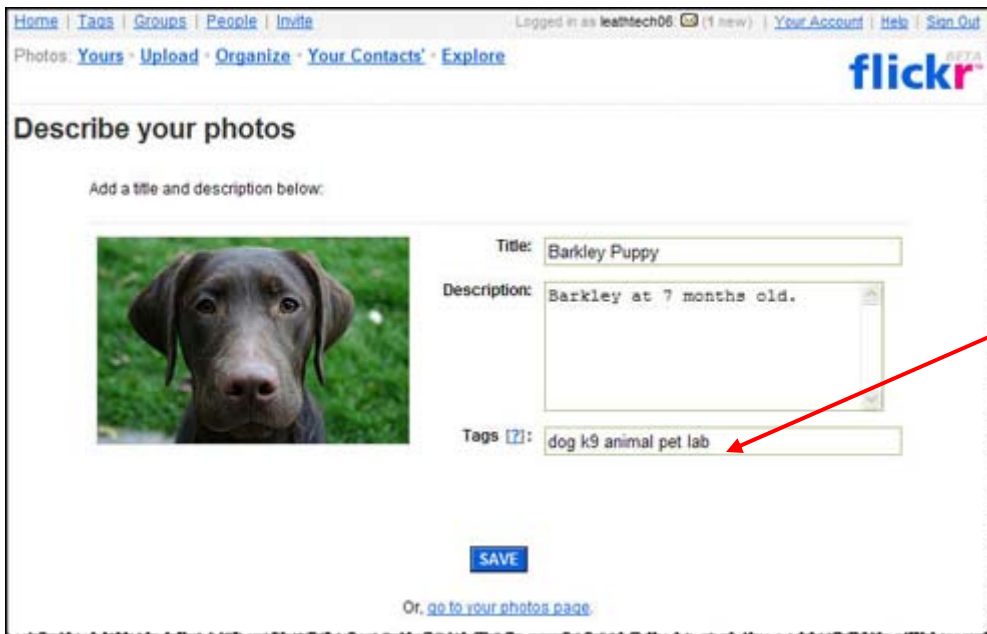 Home | Tags | Groups | People | Invite
Logged in as leathtech06 (1 new) | Your Account | Help | Sign Out
Photos: Yours - Upload - Organize - Your Contacts' - Explore
BETA
flickr™
Describe your photos
Add a title and description below:
Title: Barkley Puppy
Description: Barkley at 7 months old.
Tags [?]: dog k9 animal pet lab
SAVE
Or, go to your photos page.